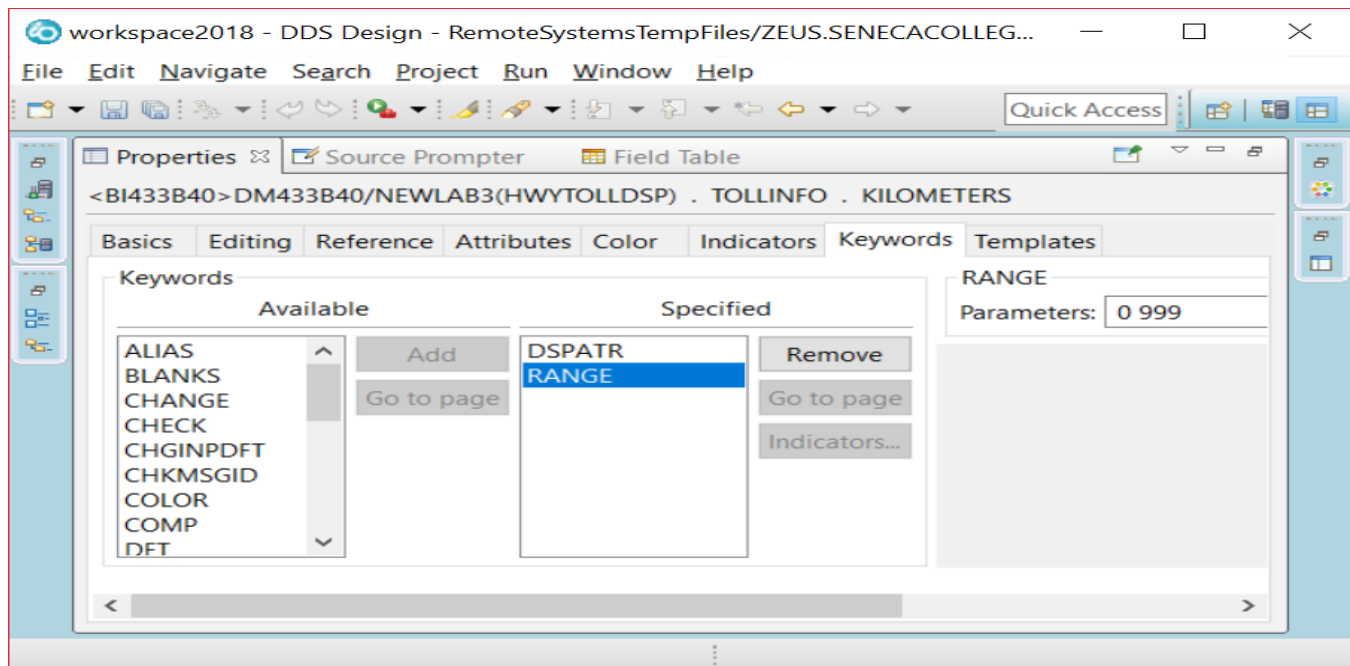 workspace2018 - DDS Design - RemoteSystemsTempFiles/ZEUS.SENECACOLLEG...
File Edit Navigate Search Project Run Window Help
Quick Access
Properties Source Prompter Field Table
<BI433B40>DM433B40/NEWLAB3(HWYTOLLDSP) . TOLLINFO . KILOMETERS
Basics Editing Reference Attributes Color Indicators Keywords Templates
Keywords
Available
ALIAS
BLANKS
CHANGE
CHECK
CHGINPDFT
CHKMSGID
COLOR
COMP
DFT
Add
Go to page
Specified
DSPATR
RANGE
Remove
Go to page
Indicators...
RANGE
Parameters: 0 999